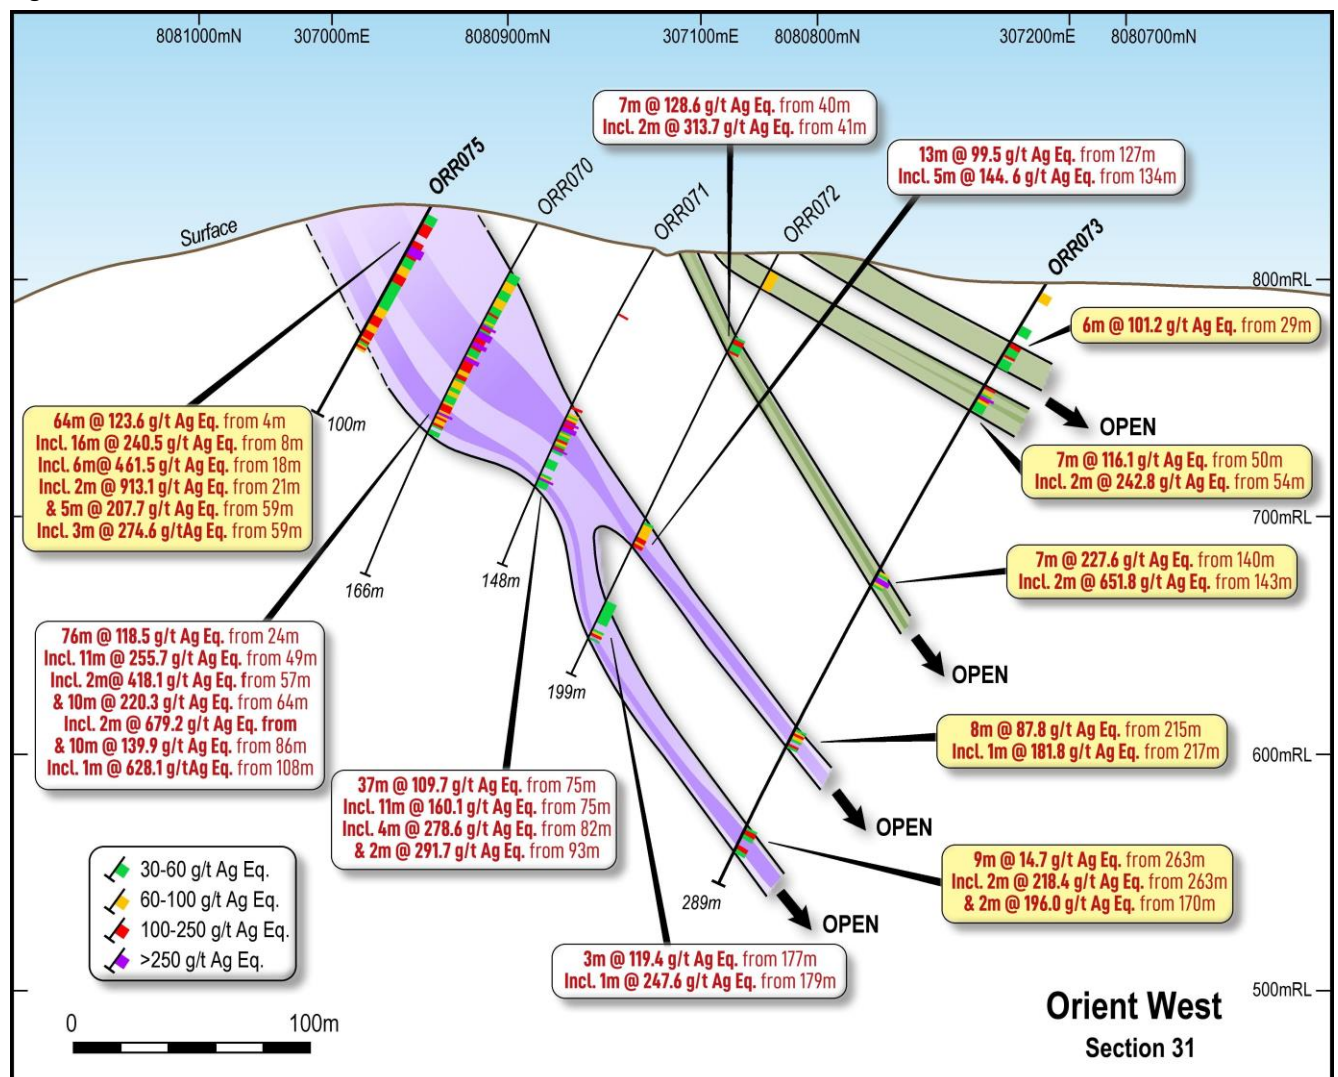 8081000mN 307000mE 8080900mN 307100mE 8080800mN 307200mE 8080700mN
7m @ 128.6 g/t Ag Eq. from 40m
Incl. 2m @ 313.7 g/t Ag Eq. from 41m
13m @ 99.5 g/t Ag Eq. from 127m
Incl. 5m @ 144. 6 g/t Ag Eq. from 134m
ORR075
ORR070
ORR071
ORR072
ORR073
Surface
800mRL
6m @ 101.2 g/t Ag Eq. from 29m
OPEN
64m @ 123.6 g/t Ag Eq. from 4m
Incl. 16m @ 240.5 g/t Ag Eq. from 8m
Incl. 6m@ 461.5 g/t Ag Eq. from 18m
Incl. 2m @ 913.1 g/t Ag Eq. from 21m
& 5m @ 207.7 g/t Ag Eq. from 59m
Incl. 3m @ 274.6 g/tAg Eq. from 59m
100m
7m @ 116.1 g/t Ag Eq. from 50m
Incl. 2m @ 242.8 g/t Ag Eq. from 54m
700mRL
7m @ 227.6 g/t Ag Eq. from 140m
Incl. 2m @ 651.8 g/t Ag Eq. from 143m
166m
148m
199m
OPEN
76m @ 118.5 g/t Ag Eq. from 24m
Incl. 11m @ 255.7 g/t Ag Eq. from 49m
Incl. 2m@ 418.1 g/t Ag Eq. from 57m
& 10m @ 220.3 g/t Ag Eq. from 64m
Incl. 2m @ 679.2 g/t Ag Eq. from
& 10m @ 139.9 g/t Ag Eq. from 86m
Incl. 1m @ 628.1 g/tAg Eq. from 108m
8m @ 87.8 g/t Ag Eq. from 215m
Incl. 1m @ 181.8 g/t Ag Eq. from 217m
600mRL
37m @ 109.7 g/t Ag Eq. from 75m
Incl. 11m @ 160.1 g/t Ag Eq. from 75m
Incl. 4m @ 278.6 g/t Ag Eq. from 82m
& 2m @ 291.7 g/t Ag Eq. from 93m
OPEN
9m @ 14.7 g/t Ag Eq. from 263m
Incl. 2m @ 218.4 g/t Ag Eq. from 263m
& 2m @ 196.0 g/t Ag Eq. from 170m
289m
OPEN
30-60 g/t Ag Eq.
60-100 g/t Ag Eq.
100-250 g/t Ag Eq.
>250 g/t Ag Eq.
3m @ 119.4 g/t Ag Eq. from 177m
Incl. 1m @ 247.6 g/t Ag Eq. from 179m
500mRL
0 100m
Orient West
Section 31